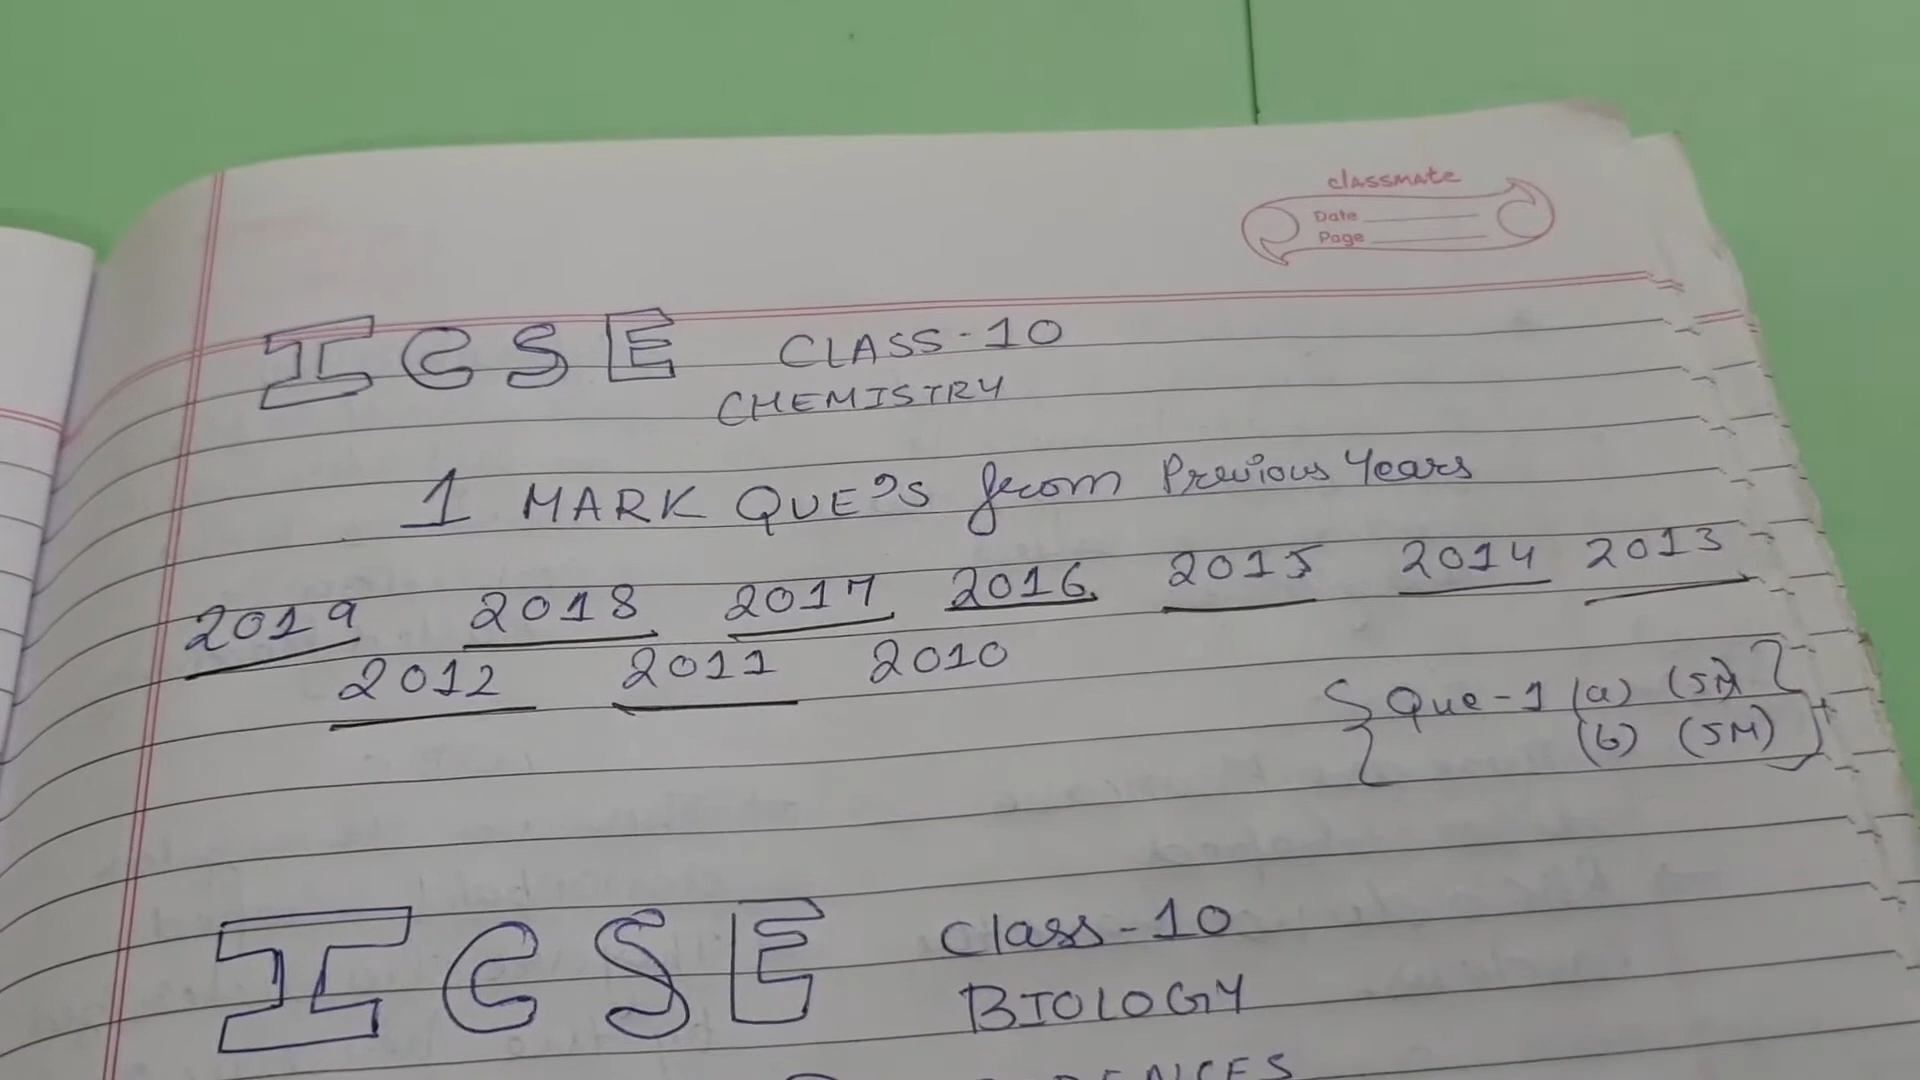 classmate
Date
Page
ICSE CLASS-10
CHEMISTRY
1 MARK QUE'S from Previous Years
2019 2018 2017 2016 2015 2014 2013
2012 2011 2010
Que-1 (a) (5M)
(b) (5M)
ICSE Class-10
BIOLOGY